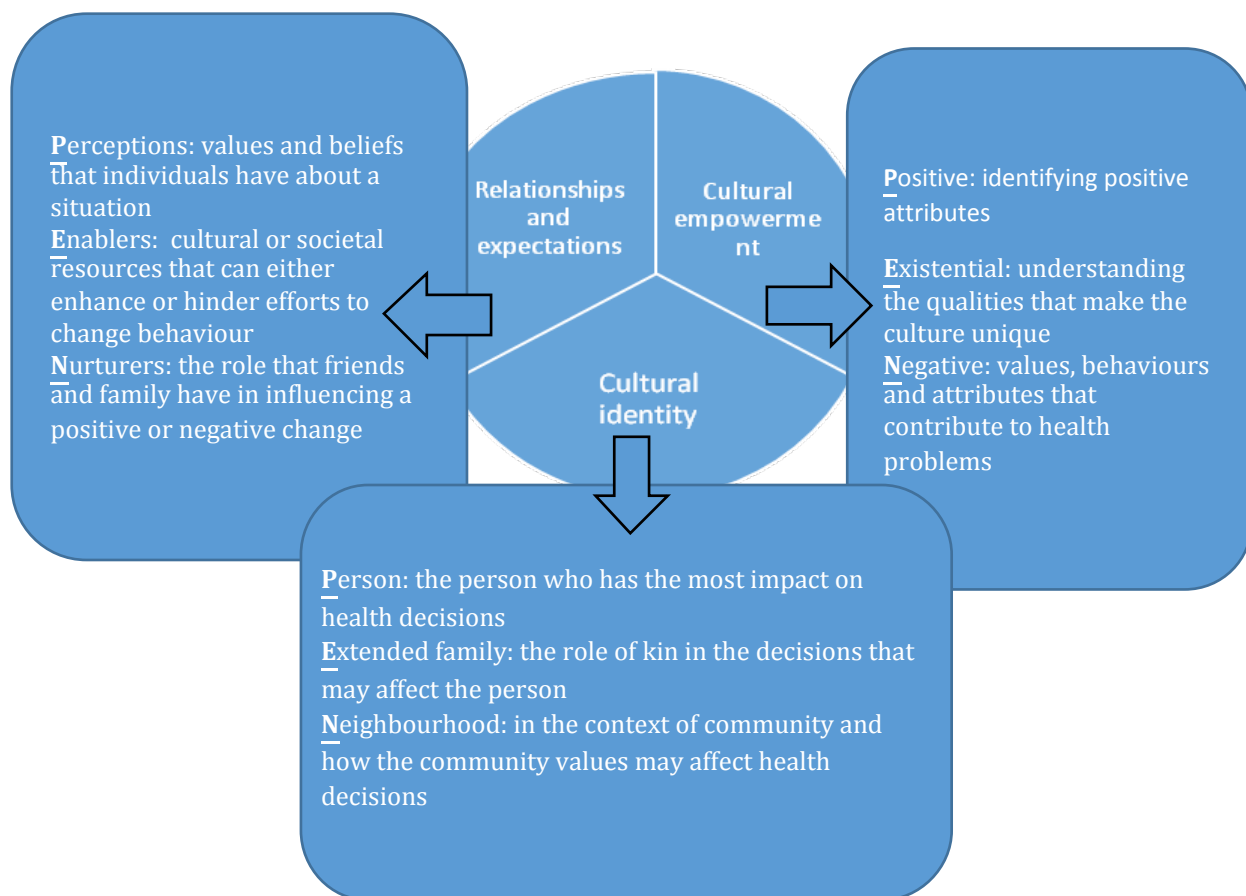 Perceptions: values and beliefs
that individuals have about a
situation
Enablers:  cultural or societal
resources that can either
enhance or hinder efforts to
change behaviour
Nurturers: the role that friends
and family have in influencing a
positive or negative change
Relationships
and
expectations
Cultural
empowerme
nt
Cultural
identity
Positive: identifying positive
attributes
Existential: understanding
the qualities that make the
culture unique
Negative: values, behaviours
and attributes that
contribute to health
problems
Person: the person who has the most impact on
health decisions
Extended family: the role of kin in the decisions that
may affect the person
Neighbourhood: in the context of community and
how the community values may affect health
decisions